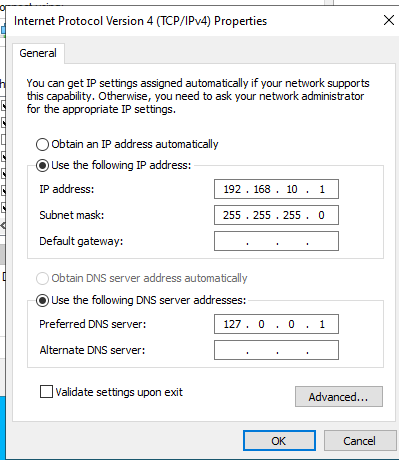 Internet Protocol Version 4 (TCP/IPv4) Properties
General
You can get IP settings assigned automatically if your network supports
this capability. Otherwise, you need to ask your network administrator
for the appropriate IP settings.
Obtain an IP address automatically
Use the following IP address:
IP address: 192 . 168 . 10 . 1
Subnet mask: 255 . 255 . 255 . 0
Default gateway: . . .
Obtain DNS server address automatically
Use the following DNS server addresses:
Preferred DNS server: 127 . 0 . 0 . 1
Alternate DNS server: . . .
Validate settings upon exit
Advanced...
OK Cancel